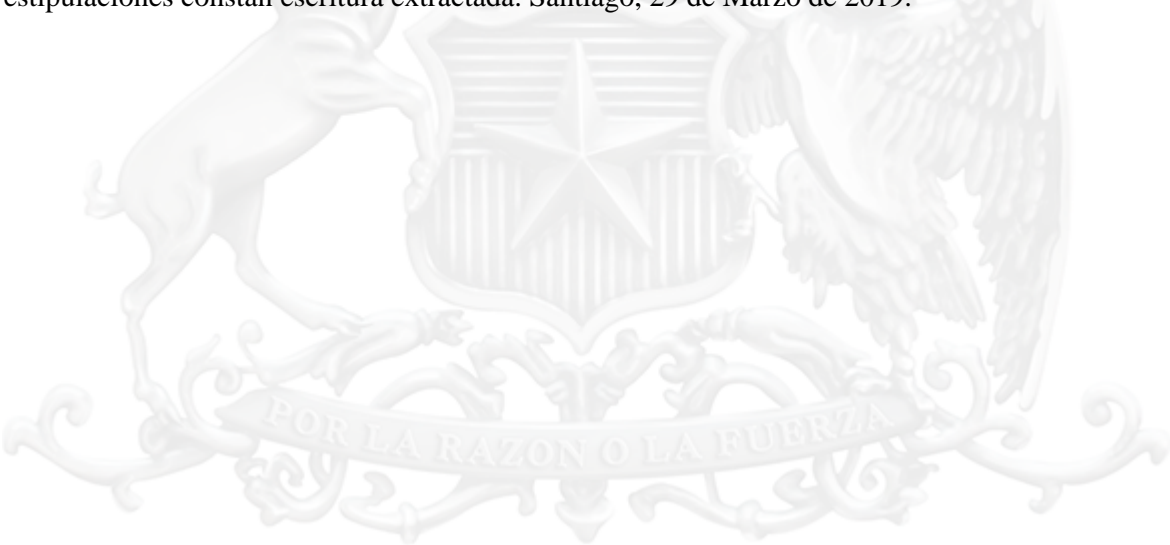 estipulaciones constan escritura extractada. Santiago, 29 de Marzo de 2019.
POR LA RAZON O LA FUERZA